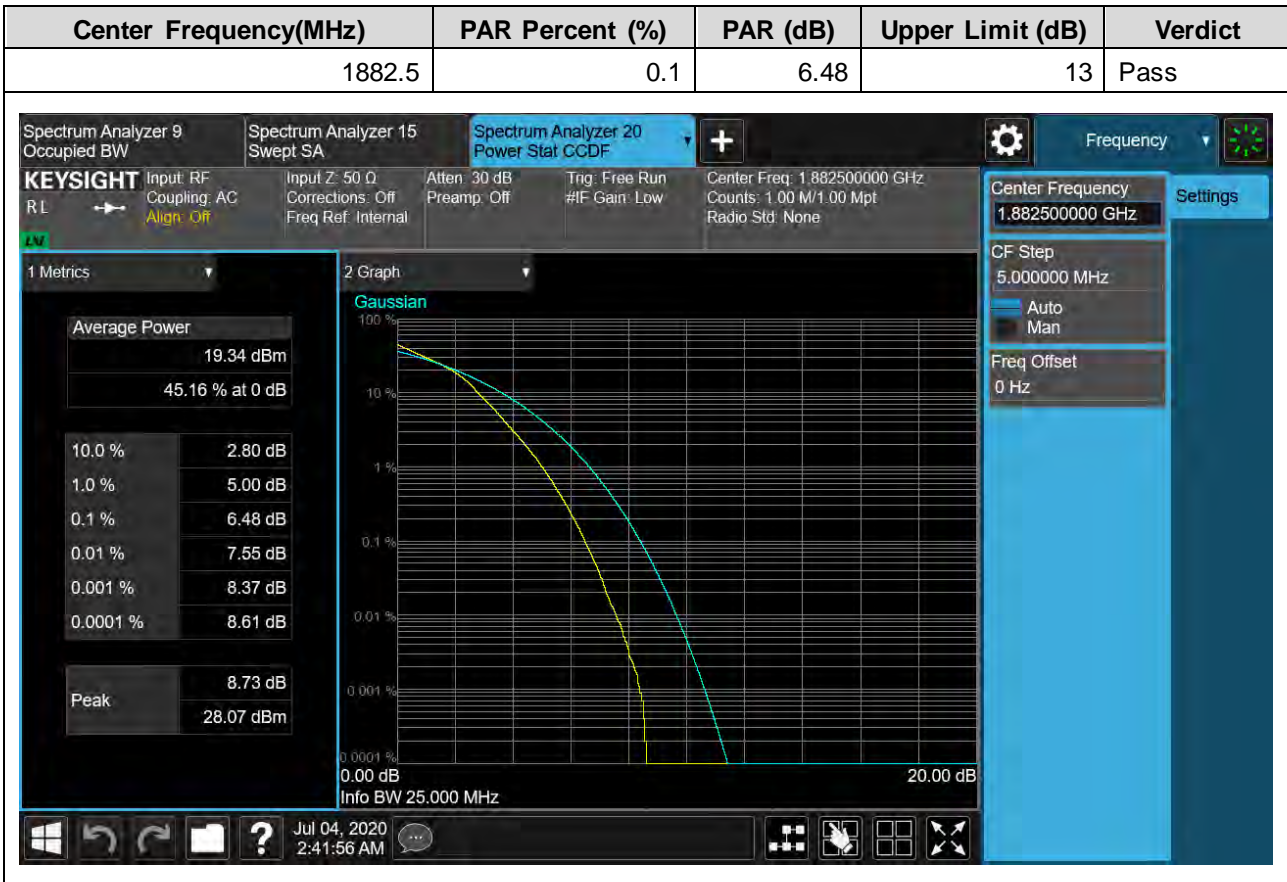 Center Frequency(MHz) PAR Percent (%) PAR (dB) Upper Limit (dB) Verdict
1882.5 0.1 6.48 13 Pass
Spectrum Analyzer 9
Occupied BW
Spectrum Analyzer 15
Swept SA
Spectrum Analyzer 20
Power Stat CCDF
Frequency
KEYSIGHT
RL
Input: RF
Coupling: AC
Align: Off
Input Z: 50 Ω
Corrections: Off
Freq Ref: Internal
Atten: 30 dB
Preamp: Off
Trig: Free Run
#IF Gain: Low
Center Freq: 1.882500000 GHz
Counts: 1.00 M/1.00 Mpt
Radio Std: None
Center Frequency
1.882500000 GHz
Settings
CF Step
5.000000 MHz
Auto
Man
Freq Offset
0 Hz
1 Metrics
Average Power
19.34 dBm
45.16 % at 0 dB
10.0 % 2.80 dB
1.0 % 5.00 dB
0.1 % 6.48 dB
0.01 % 7.55 dB
0.001 % 8.37 dB
0.0001 % 8.61 dB
Peak
8.73 dB
28.07 dBm
2 Graph
Gaussian
100 %
10 %
1 %
0.1 %
0.01 %
0.001 %
0.0001 %
0.00 dB 20.00 dB
Info BW 25.000 MHz
Jul 04, 2020
2:41:56 AM